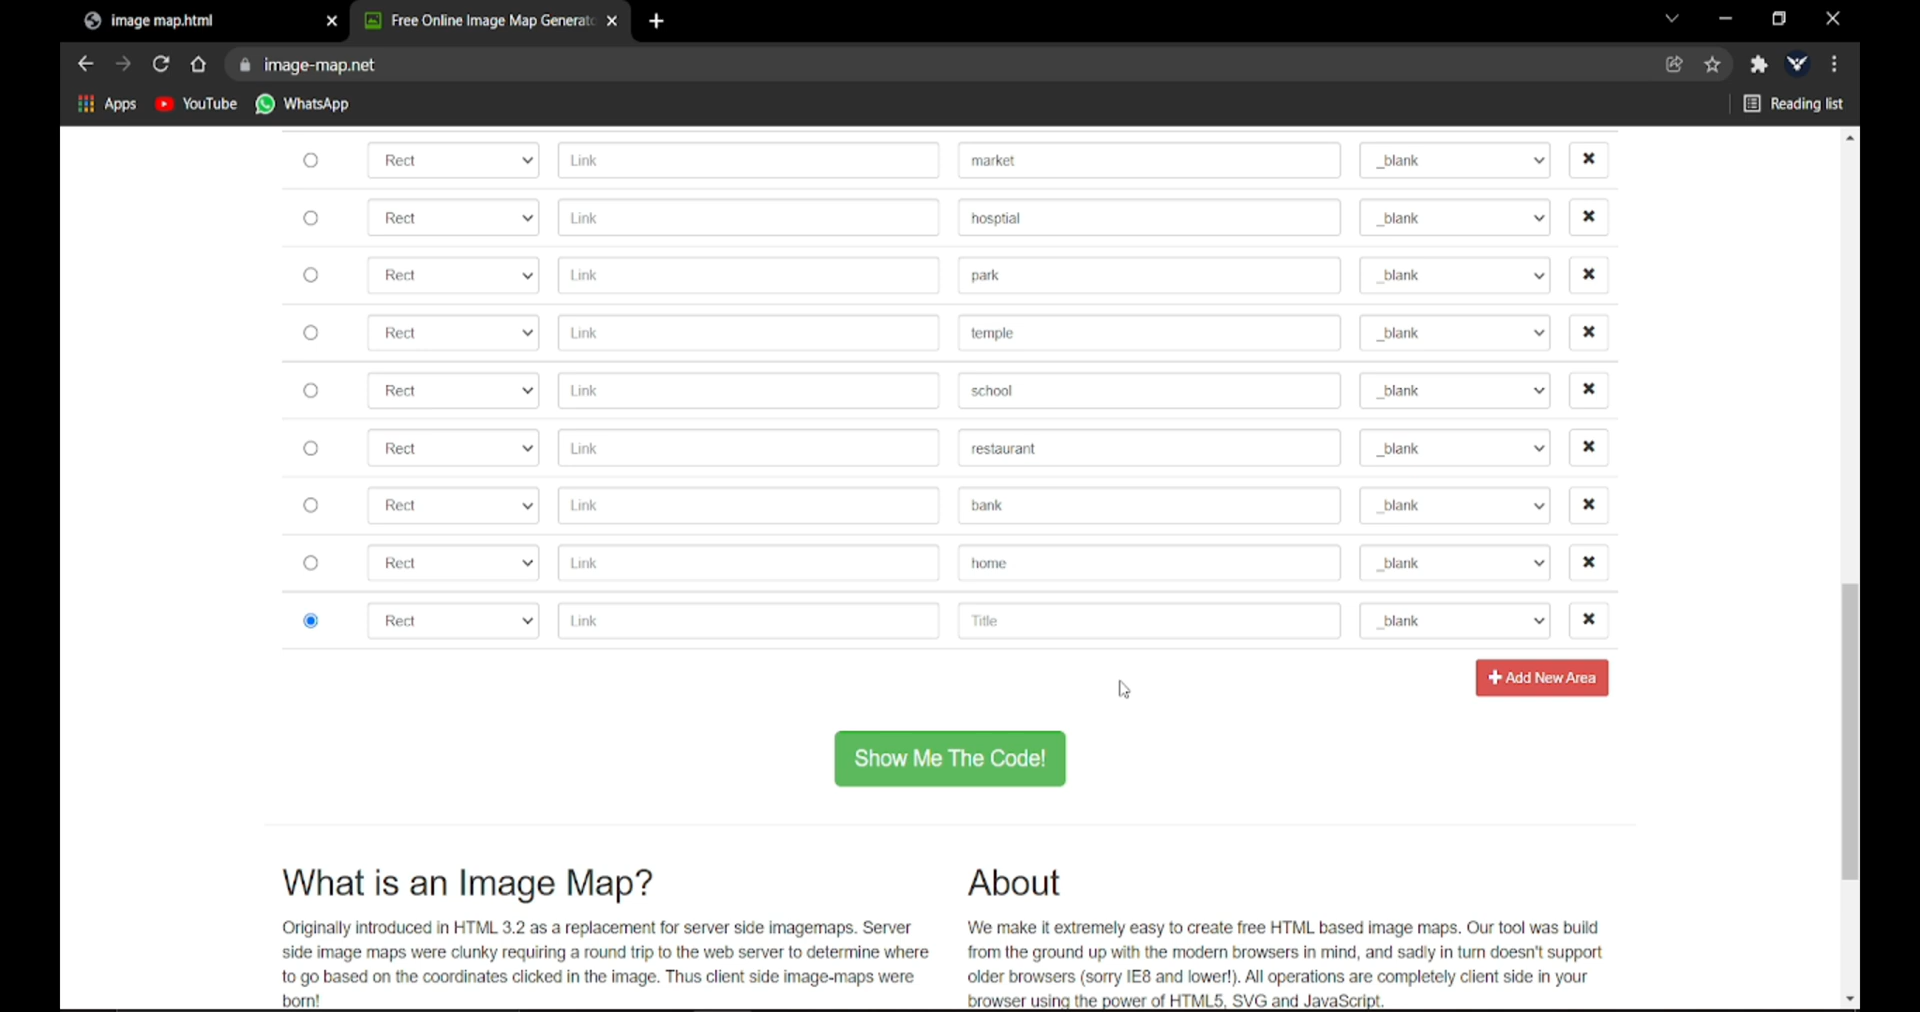 image map.html
Free Online Image Map Generato
image-map.net
Apps YouTube WhatsApp Reading list
Rect Link market _blank
Rect Link hosptial _blank
Rect Link park _blank
Rect Link temple _blank
Rect Link school _blank
Rect Link restaurant _blank
Rect Link bank _blank
Rect Link home _blank
Rect Link Title _blank
Add New Area
Show Me The Code!
What is an Image Map?
Originally introduced in HTML 3.2 as a replacement for server side imagemaps. Server
side image maps were clunky requiring a round trip to the web server to determine where
to go based on the coordinates clicked in the image. Thus client side image-maps were
born!
About
We make it extremely easy to create free HTML based image maps. Our tool was build
from the ground up with the modern browsers in mind, and sadly in turn doesn't support
older browsers (sorry IE8 and lower!). All operations are completely client side in your
browser using the power of HTML5, SVG and JavaScript.